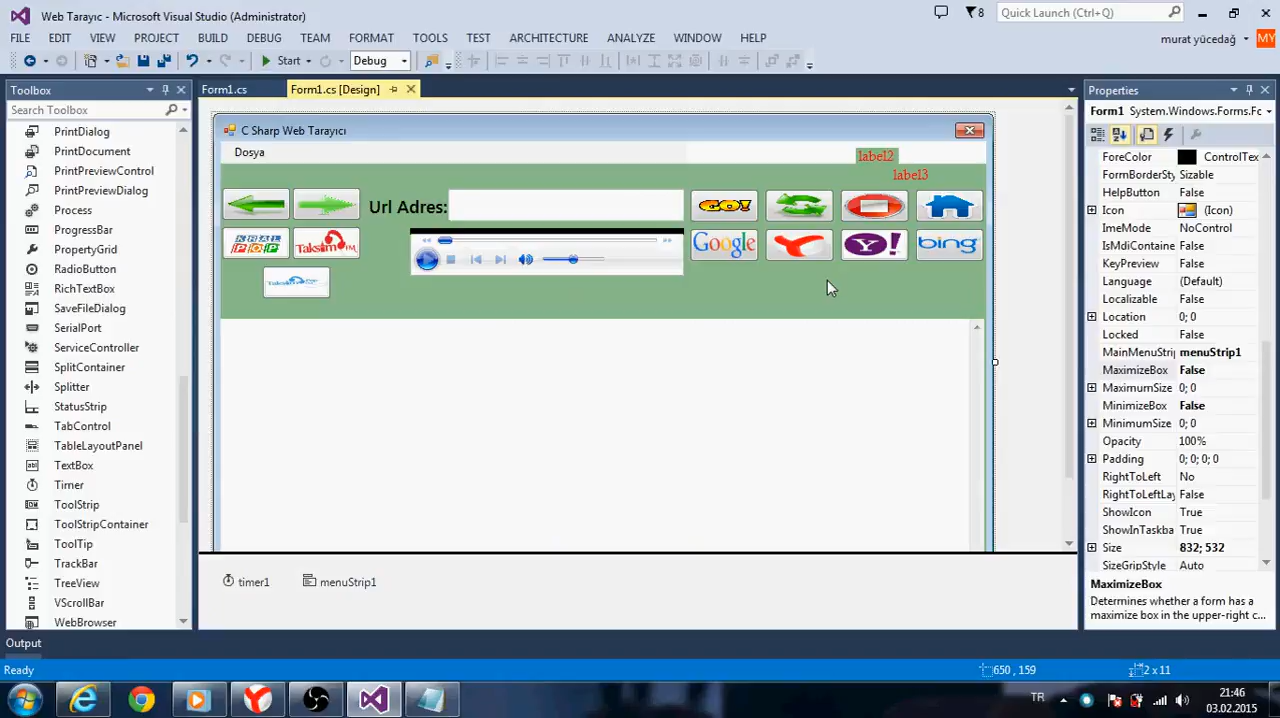 Web Tarayıc - Microsoft Visual Studio (Administrator)
8
Quick Launch (Ctrl+Q)
FILE EDIT VIEW PROJECT BUILD DEBUG TEAM FORMAT TOOLS TEST ARCHITECTURE ANALYZE WINDOW HELP
murat yücedağ
MY
Start
Debug
Toolbox
Search Toolbox
PrintDialog
PrintDocument
PrintPreviewControl
PrintPreviewDialog
Process
ProgressBar
PropertyGrid
RadioButton
RichTextBox
SaveFileDialog
SerialPort
ServiceController
SplitContainer
Splitter
StatusStrip
TabControl
TableLayoutPanel
TextBox
Timer
ToolStrip
ToolStripContainer
ToolTip
TrackBar
TreeView
VScrollBar
WebBrowser
Form1.cs
Form1.cs [Design]
C Sharp Web Tarayıcı
Dosya
label2
label3
Url Adres:
GO!
KRAL POP
Taksim FM
Google
Y!
bing
timer1
menuStrip1
Properties
Form1 System.Windows.Forms.Fc
ForeColor ControlTex
FormBorderSty Sizable
HelpButton False
Icon (Icon)
ImeMode NoControl
IsMdiContaine False
KeyPreview False
Language (Default)
Localizable False
Location 0; 0
Locked False
MainMenuStrip menuStrip1
MaximizeBox False
MaximumSize 0; 0
MinimizeBox False
MinimumSize 0; 0
Opacity 100%
Padding 0; 0; 0; 0
RightToLeft No
RightToLeftLay False
ShowIcon True
ShowInTaskba True
Size 832; 532
SizeGripStyle Auto
MaximizeBox
Determines whether a form has a
maximize box in the upper-right c...
Output
Ready
650 , 159
2 x 11
TR
21:46
03.02.2015